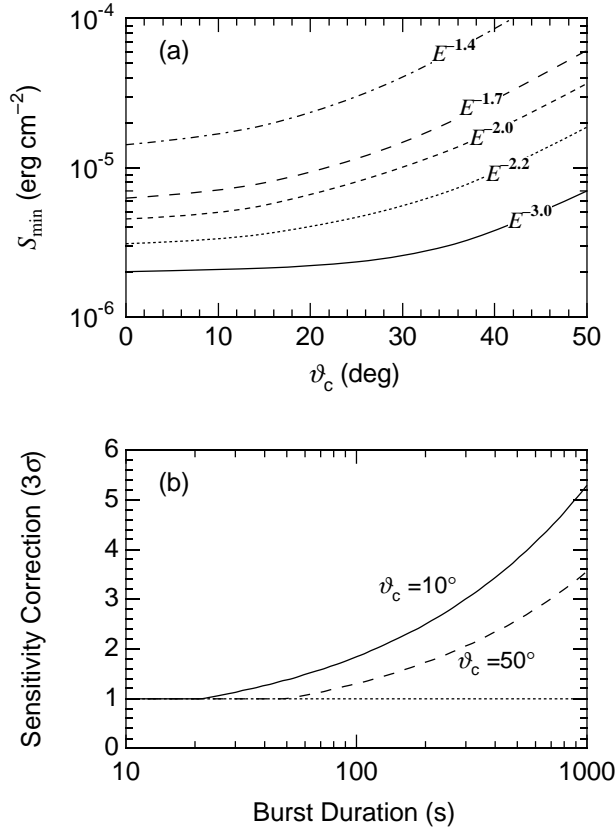 (a)
10⁻⁴
10⁻⁵
10⁻⁶
S_min (erg cm⁻²)
E⁻¹·⁴
E⁻¹·⁷
E⁻²·⁰
E⁻²·²
E⁻³·⁰
0 10 20 30 40 50
ϑ_c (deg)
(b)
6
5
4
3
2
1
0
Sensitivity Correction (3σ)
ϑ_c =10°
ϑ_c =50°
10 100 1000
Burst Duration (s)